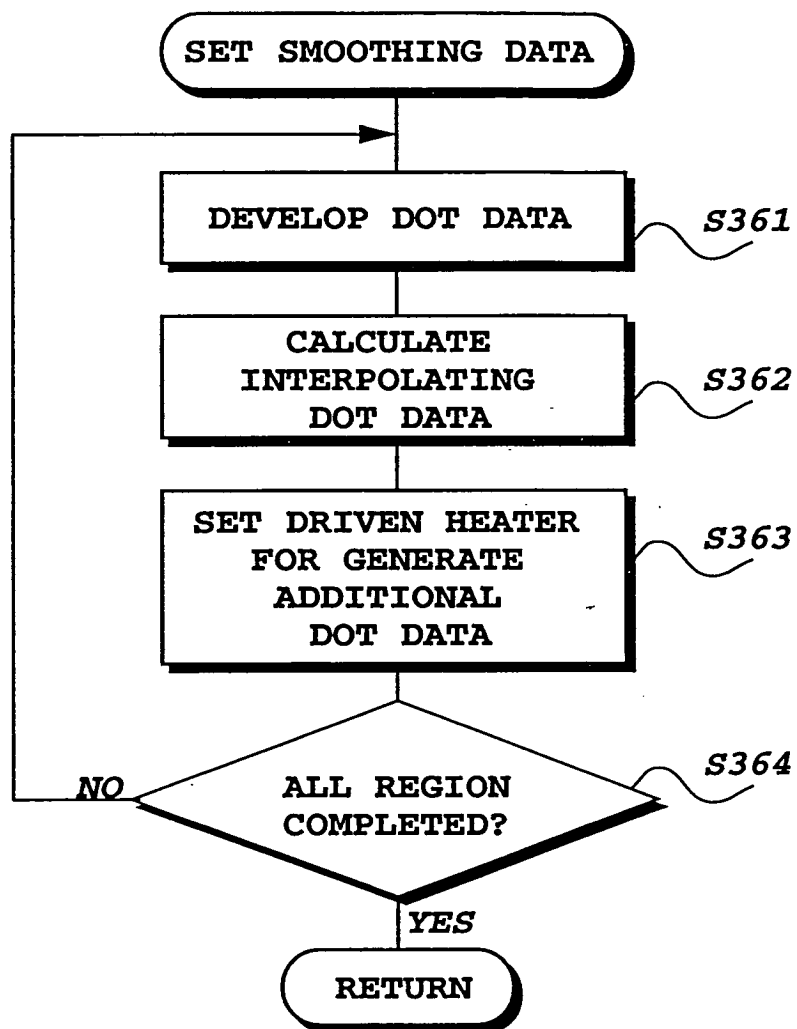 SET SMOOTHING DATA
DEVELOP DOT DATA
S361
CALCULATE
INTERPOLATING
DOT DATA
S362
SET DRIVEN HEATER
FOR GENERATE
ADDITIONAL
DOT DATA
S363
ALL REGION
COMPLETED?
S364
NO
YES
RETURN